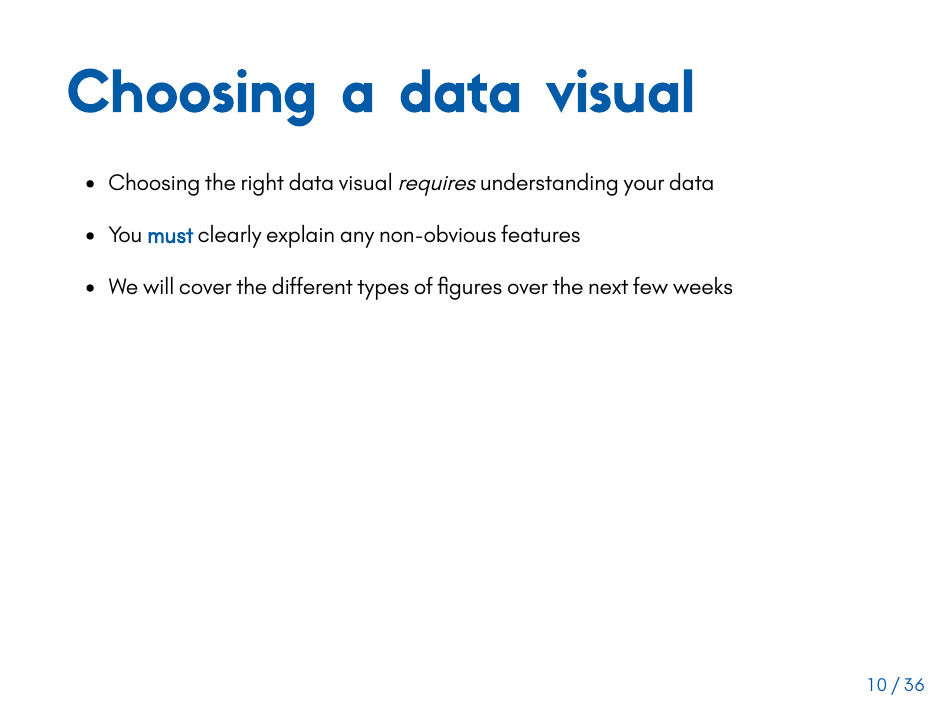 Choosing a data visual
• Choosing the right data visual requires understanding your data
• You must clearly explain any non-obvious features
• We will cover the different types of figures over the next few weeks
10 / 36